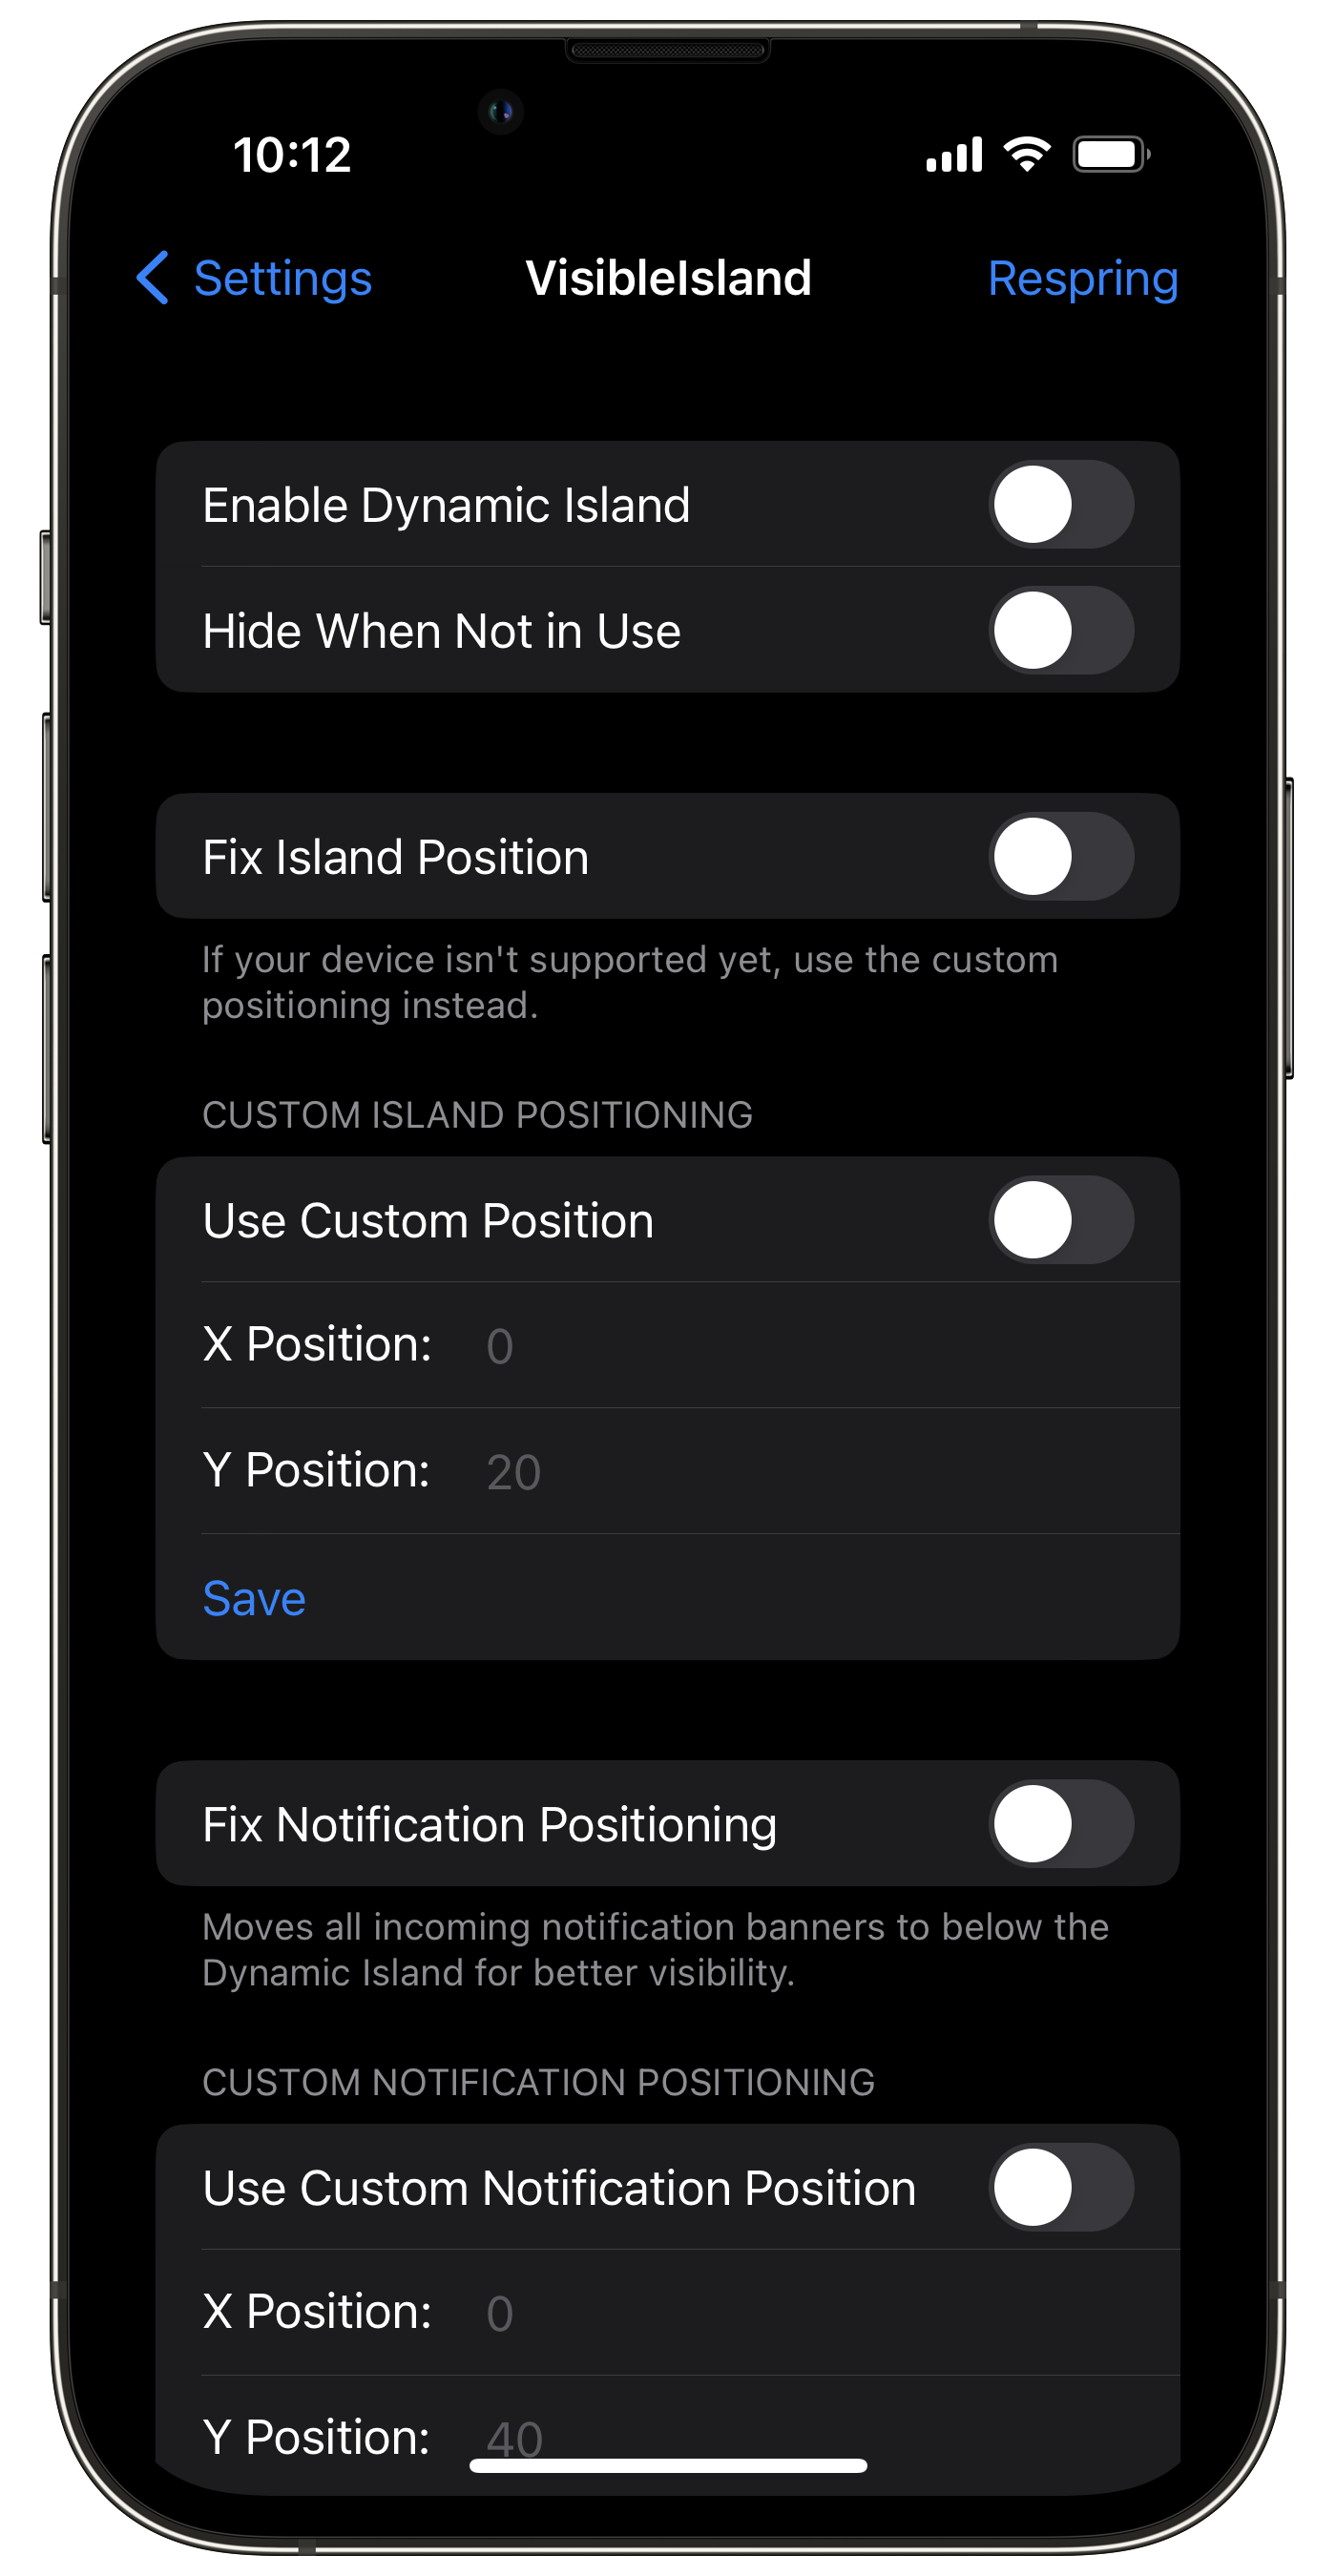 10:12
Settings
VisibleIsland
Respring
Enable Dynamic Island
Hide When Not in Use
Fix Island Position
If your device isn't supported yet, use the custom
positioning instead.
CUSTOM ISLAND POSITIONING
Use Custom Position
X Position: 0
Y Position: 20
Save
Fix Notification Positioning
Moves all incoming notification banners to below the
Dynamic Island for better visibility.
CUSTOM NOTIFICATION POSITIONING
Use Custom Notification Position
X Position: 0
Y Position: 40